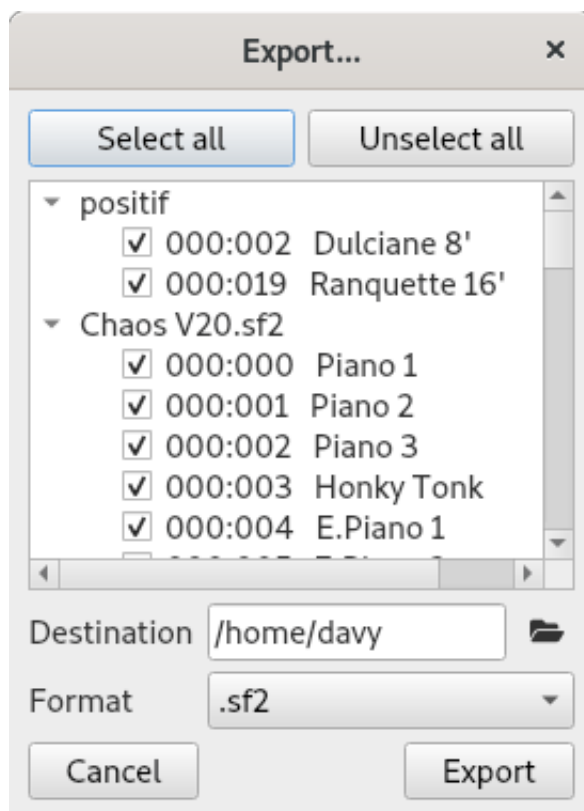 Export...
Select all Unselect all
positif
000:002 Dulciane 8'
000:019 Ranquette 16'
Chaos V20.sf2
000:000 Piano 1
000:001 Piano 2
000:002 Piano 3
000:003 Honky Tonk
000:004 E.Piano 1
Destination /home/davy
Format .sf2
Cancel Export